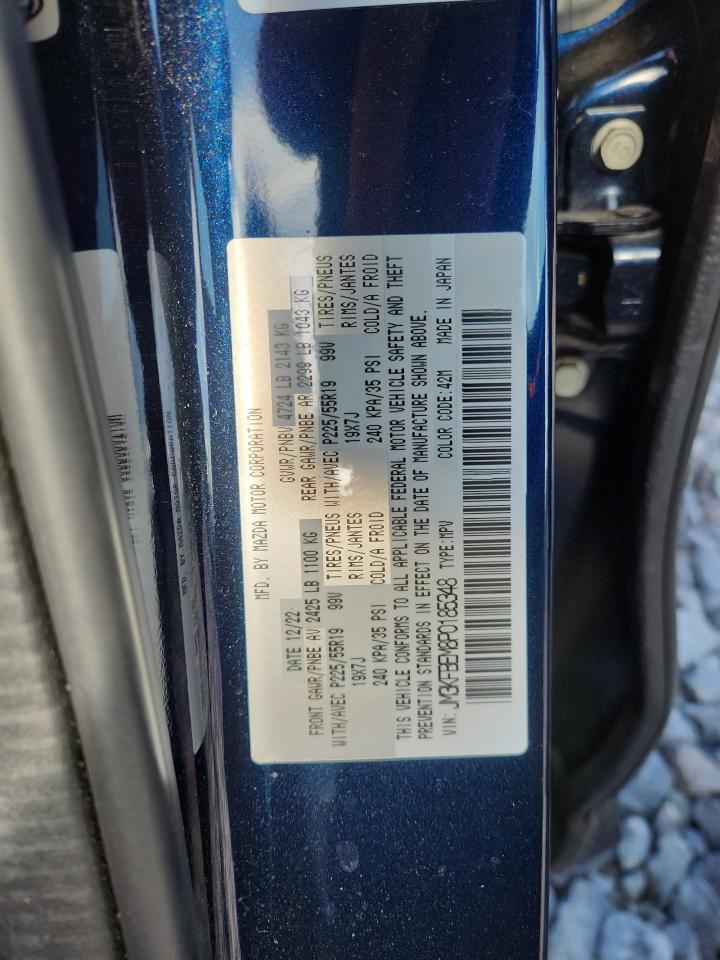 MFD. BY MAZDA MOTOR CORPORATION
DATE 12/22 GVWR/PNBV 4724 LB 2143 KG
FRONT GAWR/PNBE AV 2425 LB 1100 KG REAR GAWR/PNBE AR 2299 LB 1043 KG
WITH/AVEC P225/55R19 99V TIRES/PNEUS WITH/AVEC P225/55R19 99V TIRES/PNEUS
19X7J RIMS/JANTES 19X7J RIMS/JANTES
240 KPA/35 PSI COLD/A FROID 240 KPA/35 PSI COLD/A FROID
THIS VEHICLE CONFORMS TO ALL APPLICABLE FEDERAL MOTOR VEHICLE SAFETY AND THEFT
PREVENTION STANDARDS IN EFFECT ON THE DATE OF MANUFACTURE SHOWN ABOVE.
VIN: JM3KFBEM8P0185348 TYPE:MPV COLOR CODE:42M MADE IN JAPAN